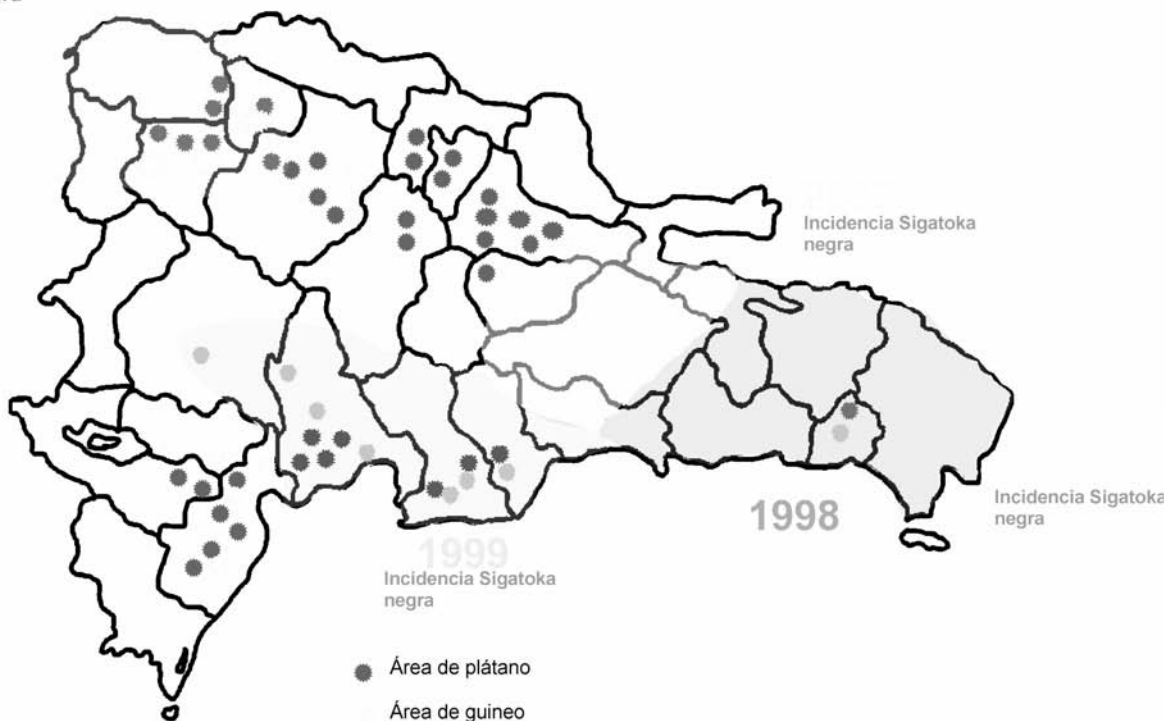 Incidencia Sigatoka
negra
1998
Incidencia Sigatoka
negra
1999
Incidencia Sigatoka
negra
Área de plátano
Área de guineo